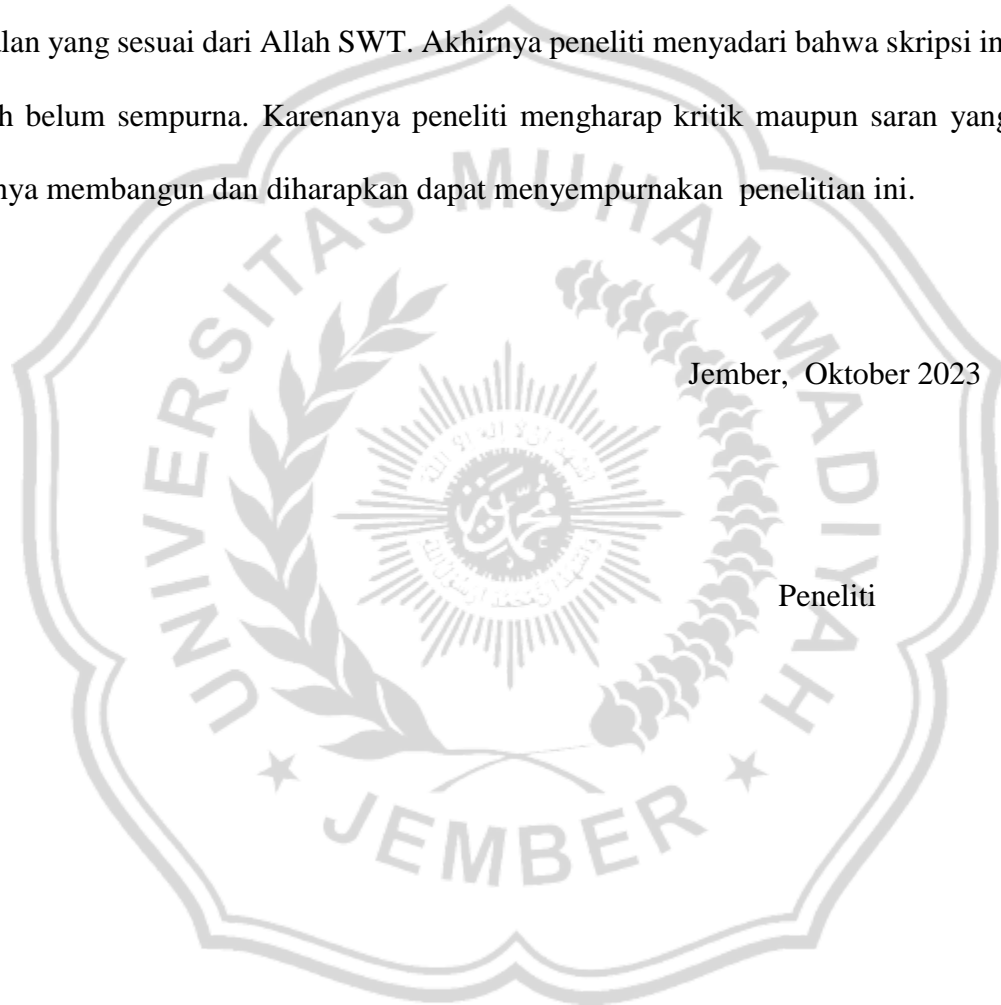 alan yang sesuai dari Allah SWT. Akhirnya peneliti menyadari bahwa skripsi in
h belum sempurna. Karenanya peneliti mengharap kritik maupun saran yang
nya membangun dan diharapkan dapat menyempurnakan penelitian ini.
UNIVERSITAS MUHAMMADIYAH
Jember, Oktober 2023
Peneliti
JEMBER